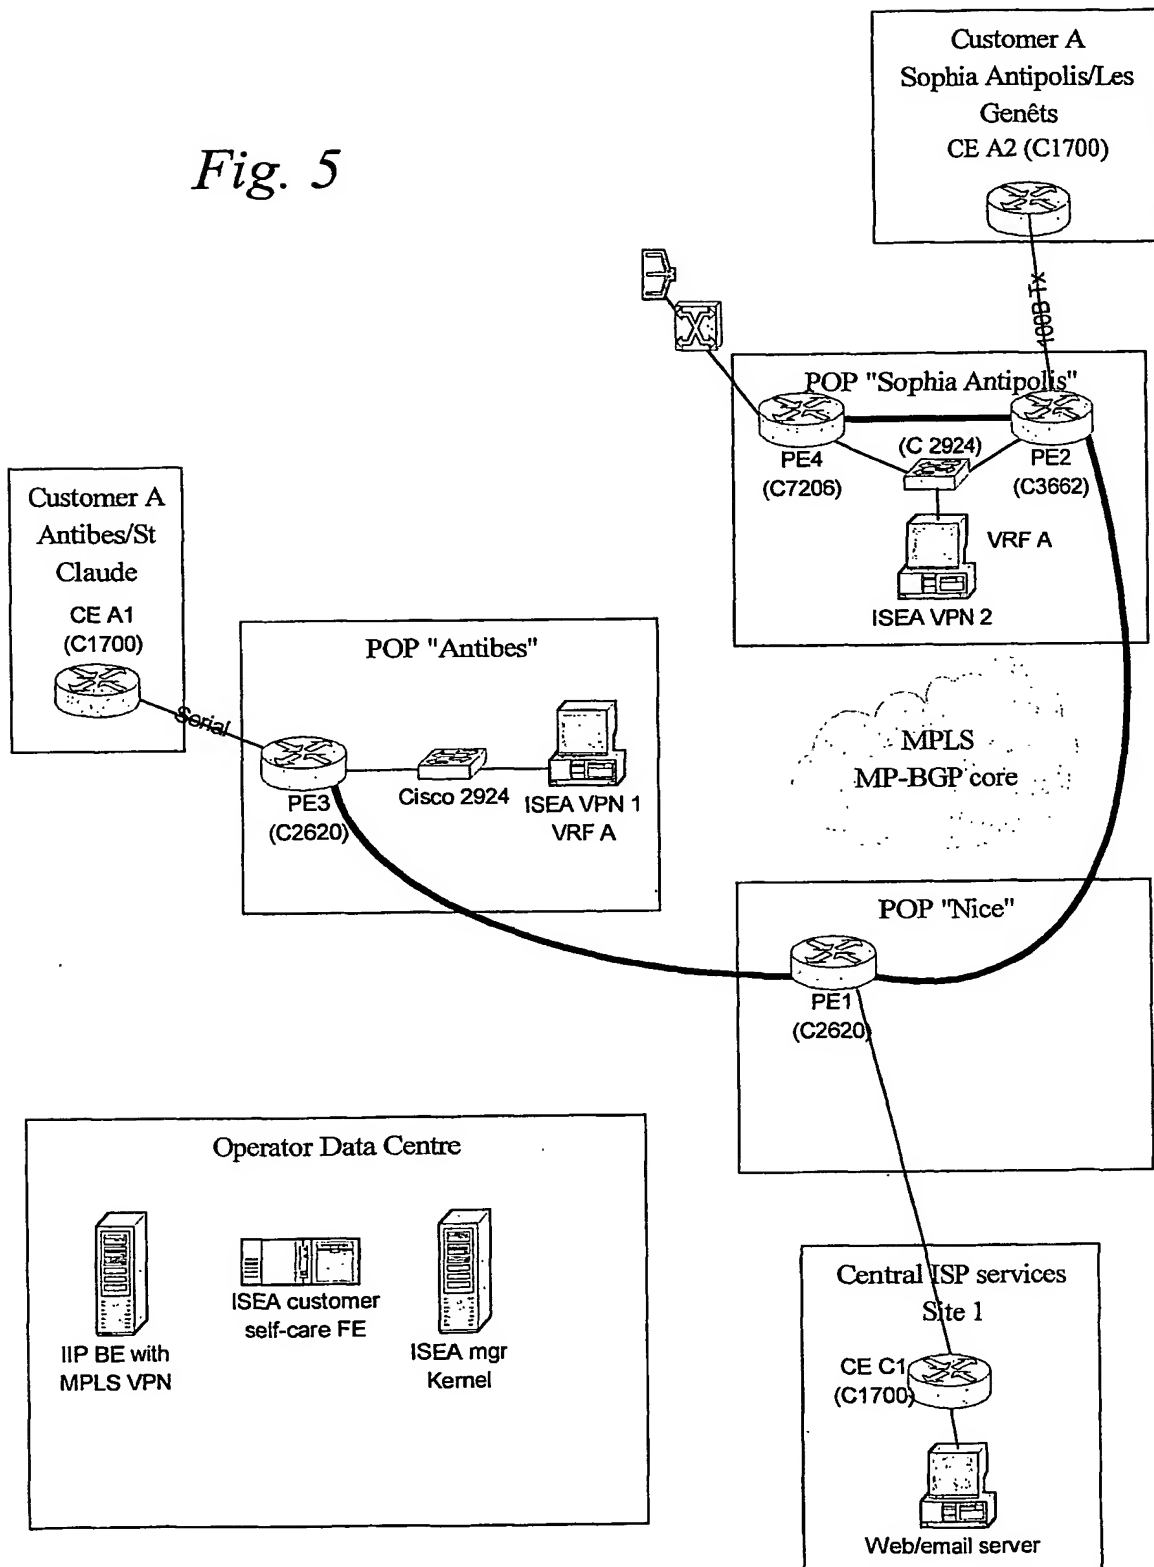 Fig. 5
Customer A
Sophia Antipolis/Les
Genêts
CE A2 (C1700)
100BTx
POP "Sophia Antipolis"
PE4
(C7206)
(C 2924)
PE2
(C3662)
VRF A
ISEA VPN 2
Customer A
Antibes/St
Claude
CE A1
(C1700)
Serial
POP "Antibes"
PE3
(C2620)
Cisco 2924
ISEA VPN 1
VRF A
MPLS
MP-BGP core
POP "Nice"
PE1
(C2620)
Operator Data Centre
IIP BE with
MPLS VPN
ISEA customer
self-care FE
ISEA mgr
Kernel
Central ISP services
Site 1
CE C1
(C1700)
Web/email server